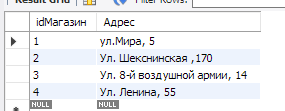 Result Grid Filter Rows:
idМагазин Адрес
1 ул.Мира, 5
2 Ул. Шекснинская ,170
3 Ул. 8-й воздушной армии, 14
4 Ул. Ленина, 55
NULL NULL